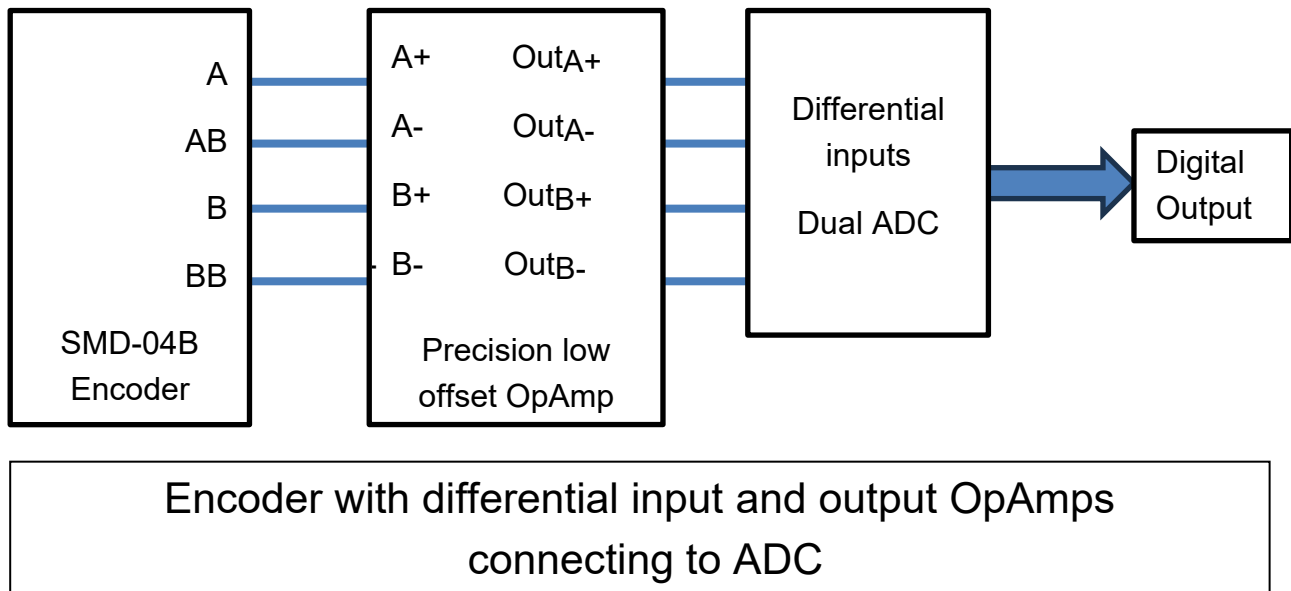 A
AB
B
BB
SMD-04B
Encoder
A+ OutA+
A- OutA-
B+ OutB+
- B- OutB-
Precision low
offset OpAmp
Differential
inputs
Dual ADC
Digital
Output
Encoder with differential input and output OpAmps
connecting to ADC